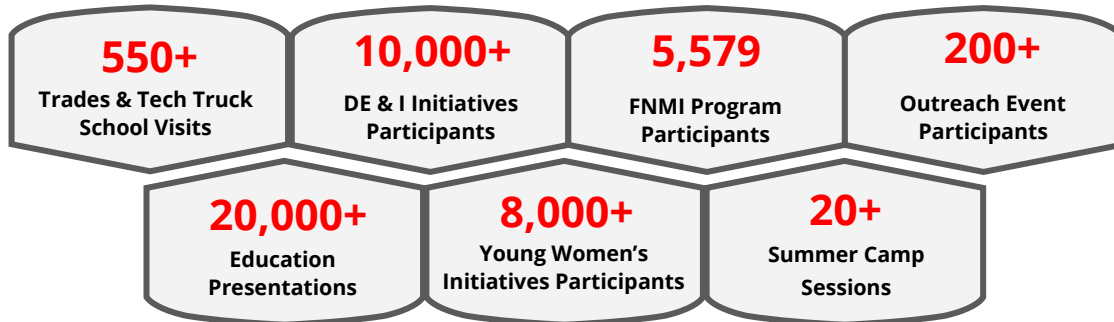 550+
Trades & Tech Truck
School Visits
10,000+
DE & I Initiatives
Participants
5,579
FNMI Program
Participants
200+
Outreach Event
Participants
20,000+
Education
Presentations
8,000+
Young Women’s
Initiatives Participants
20+
Summer Camp
Sessions